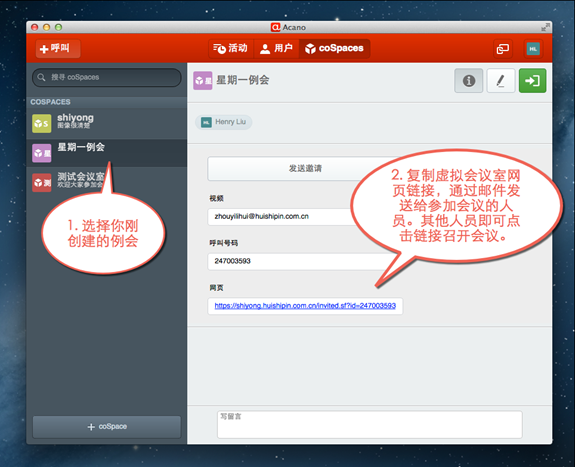 Acano
呼叫
活动
用户
coSpaces
HL
搜寻 coSpaces
COSPACES
S
shiyong
图像很清楚
星
星期一例会
测
测试会议室
欢迎大家参加会
1. 选择你刚
创建的例会
+ coSpace
星
星期一例会
HL
Henry Liu
发送邀请
视频
zhouyilihui@huishipin.com.cn
呼叫号码
247003593
网页
https://shiyong.huishipin.com.cn/invited.sf?id=247003593
2. 复制虚拟会议室网
页链接，通过邮件发
送给参加会议的人
员。其他人员即可点
击链接召开会议。
写留言